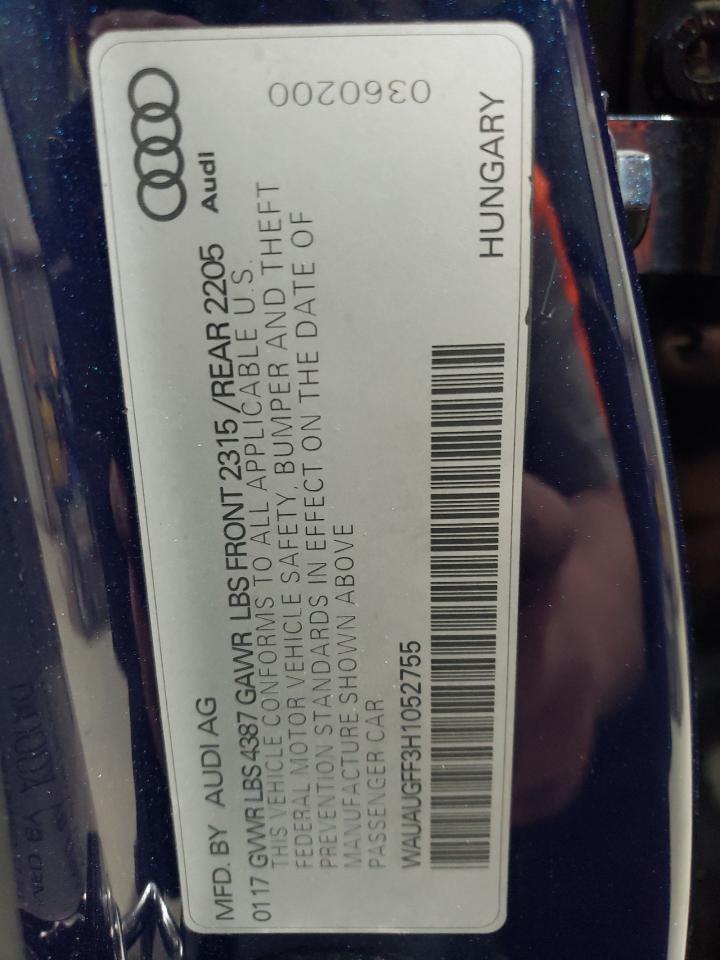 MFD. BY AUDI AG
Audi
0117 GVWR LBS 4387 GAWR LBS FRONT 2315 /REAR 2205
THIS VEHICLE CONFORMS TO ALL APPLICABLE U.S.
FEDERAL MOTOR VEHICLE SAFETY, BUMPER AND THEFT
PREVENTION STANDARDS IN EFFECT ON THE DATE OF
MANUFACTURE SHOWN ABOVE
PASSENGER CAR
0360200
WAUAUGFF3H1052755
HUNGARY